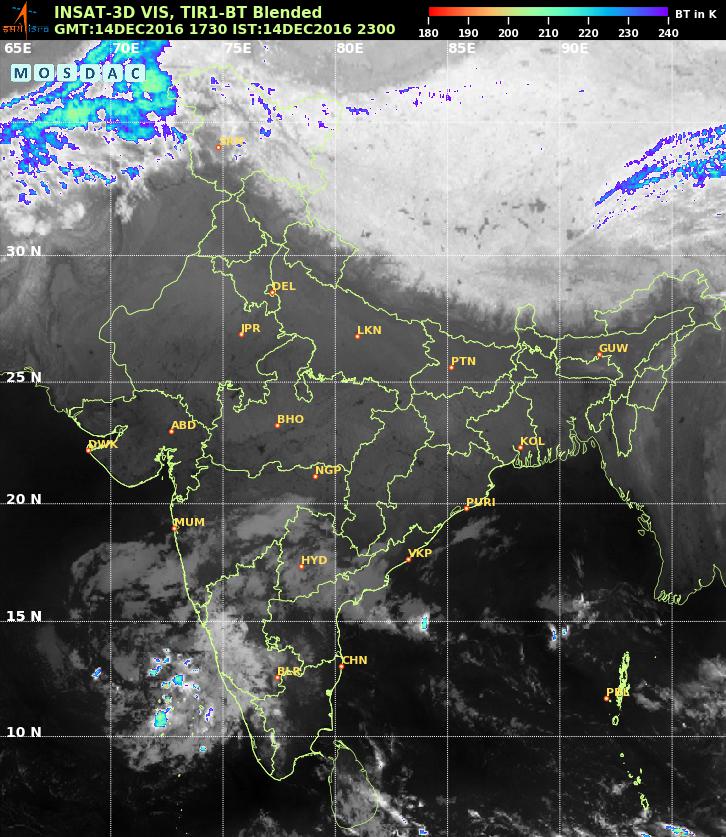 INSAT-3D VIS, TIR1-BT Blended
GMT:14DEC2016 1730 IST:14DEC2016 2300
BT in K
180 190 200 210 220 230 240
65E 70E 75E 80E 85E 90E
M O S D A C
SRN
30 N
DEL
JPR LKN GUW
PTN
25 N
ABD BHO
DWK KOL
NGP
20 N PURI
MUM
HYD VKP
15 N
BLR CHN
PBL
10 N